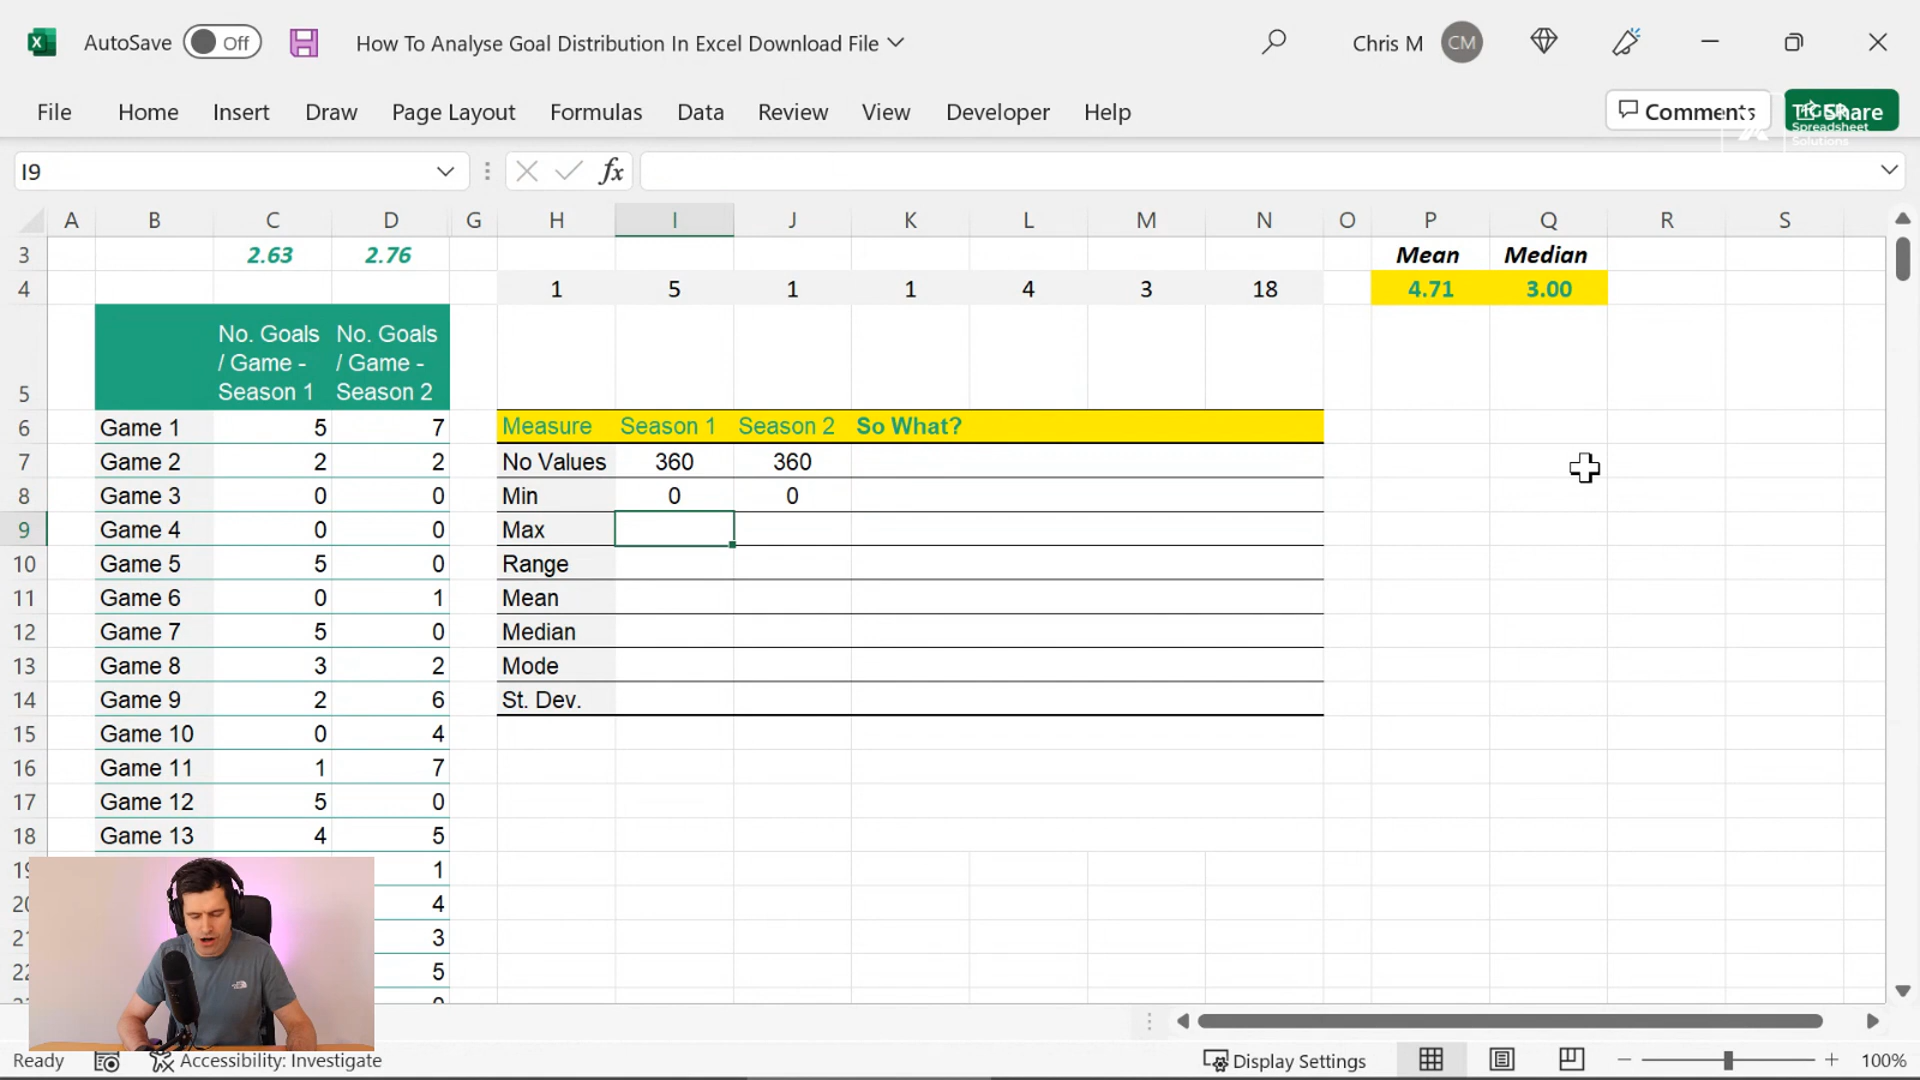 AutoSave Off How To Analyse Goal Distribution In Excel Download File Chris M CM
File Home Insert Draw Page Layout Formulas Data Review View Developer Help Comments Share
TIGER
Spreadsheet
Solutions
I9 fx
A B C D G H I J K L M N O P Q R S
3 2.63 2.76 Mean Median
4 1 5 1 1 4 3 18 4.71 3.00
No. Goals No. Goals
/ Game - / Game -
5 Season 1 Season 2
6 Game 1 5 7 Measure Season 1 Season 2 So What?
7 Game 2 2 2 No Values 360 360
8 Game 3 0 0 Min 0 0
9 Game 4 0 0 Max
10 Game 5 5 0 Range
11 Game 6 0 1 Mean
12 Game 7 5 0 Median
13 Game 8 3 2 Mode
14 Game 9 2 6 St. Dev.
15 Game 10 0 4
16 Game 11 1 7
17 Game 12 5 0
18 Game 13 4 5
1
4
3
5
Ready Accessibility: Investigate Display Settings 100%